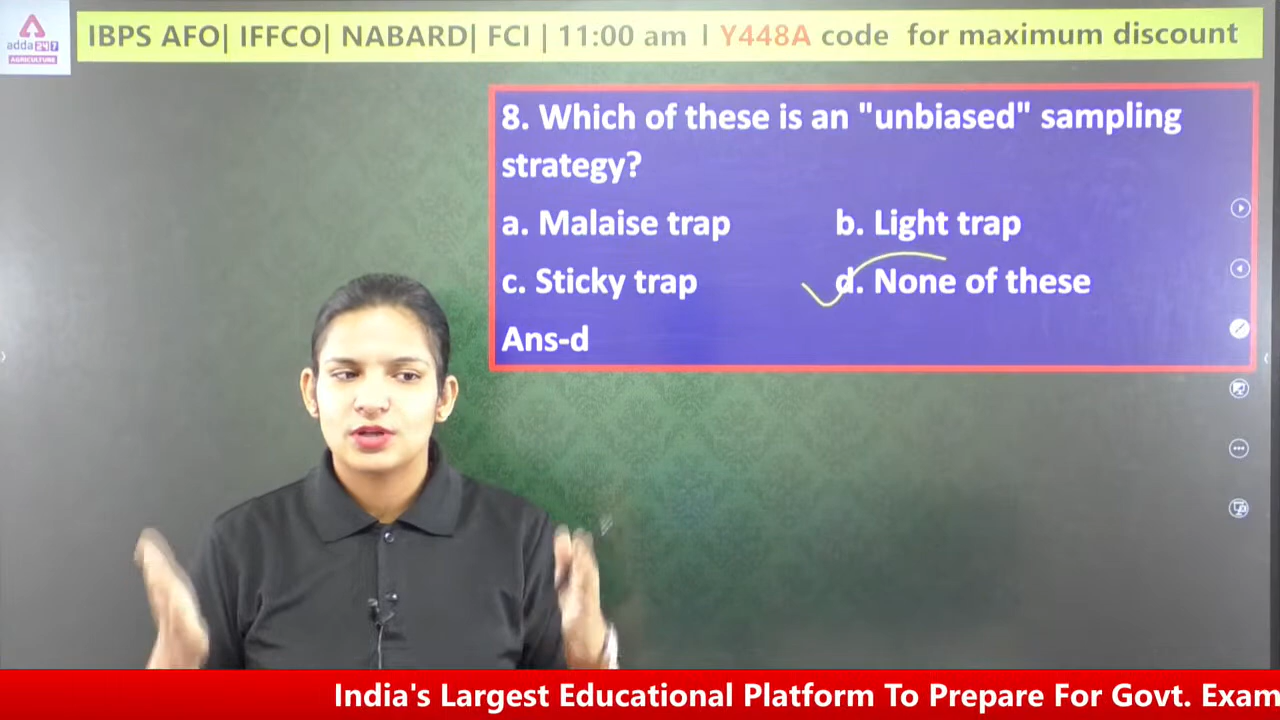 IBPS AFO| IFFCO| NABARD| FCI | 11:00 am I Y448A code for maximum discount
adda 247
AGRICULTURE
8. Which of these is an "unbiased" sampling
strategy?
a. Malaise trap b. Light trap
c. Sticky trap d. None of these
Ans-d
India's Largest Educational Platform To Prepare For Govt. Exam